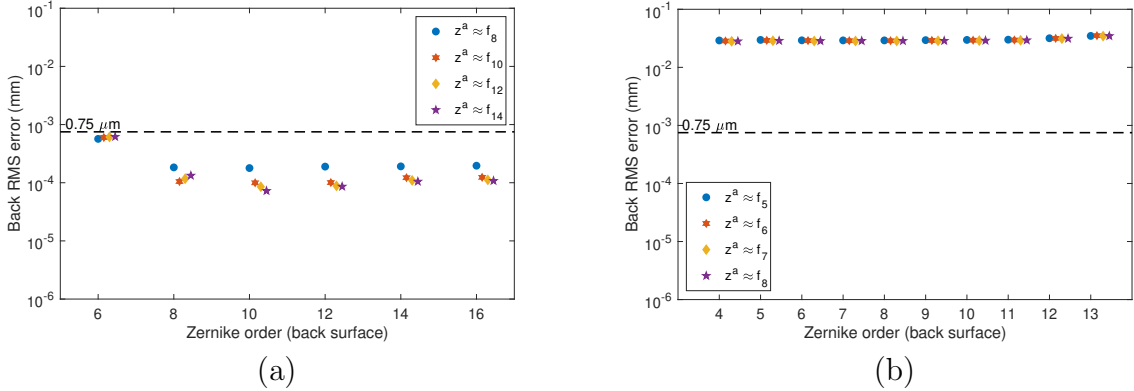 10^-1
10^-2
10^-3
10^-4
10^-5
10^-6
Back RMS error (mm)
0.75 μm
z^a ≈ f_8
z^a ≈ f_10
z^a ≈ f_12
z^a ≈ f_14
6 8 10 12 14 16
Zernike order (back surface)
(a)
10^-1
10^-2
10^-3
10^-4
10^-5
10^-6
Back RMS error (mm)
0.75 μm
z^a ≈ f_5
z^a ≈ f_6
z^a ≈ f_7
z^a ≈ f_8
4 5 6 7 8 9 10 11 12 13
Zernike order (back surface)
(b)